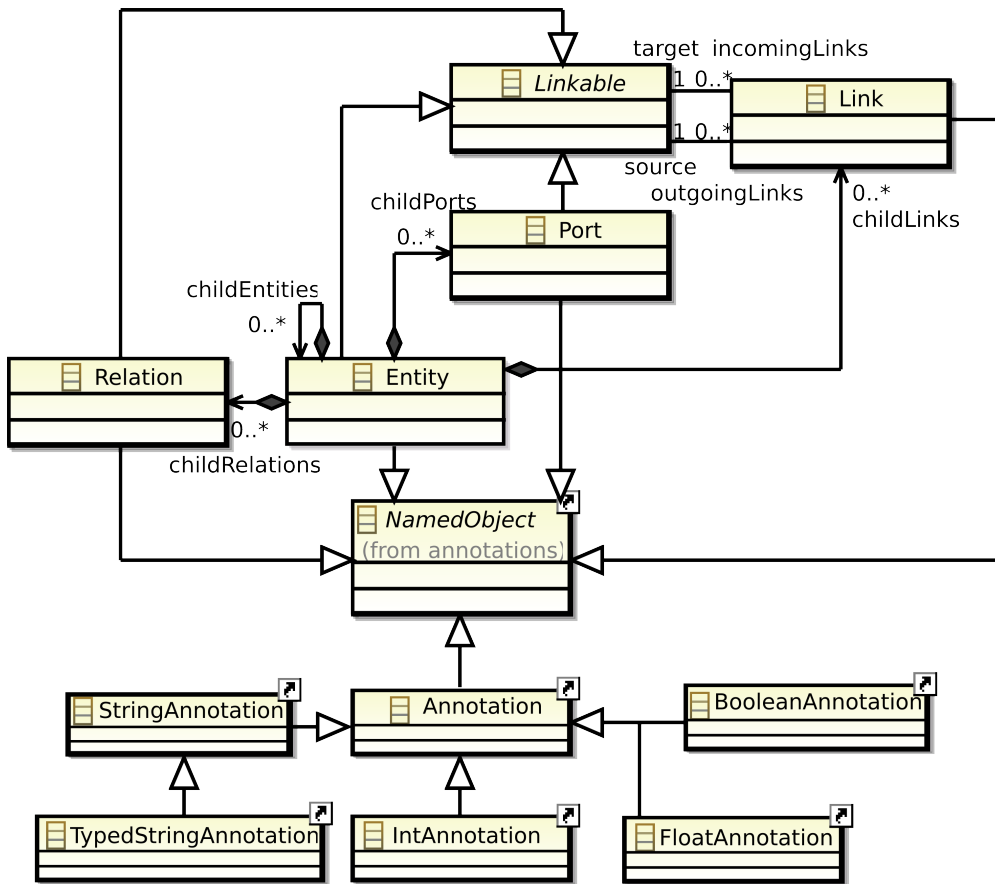 target incomingLinks
Linkable
1 0..*
Link
1 0..*
source
outgoingLinks
0..*
childLinks
childPorts
Port
0..*
childEntities
0..*
Relation
Entity
0..*
childRelations
NamedObject
(from annotations)
StringAnnotation
Annotation
BooleanAnnotation
TypedStringAnnotation
IntAnnotation
FloatAnnotation